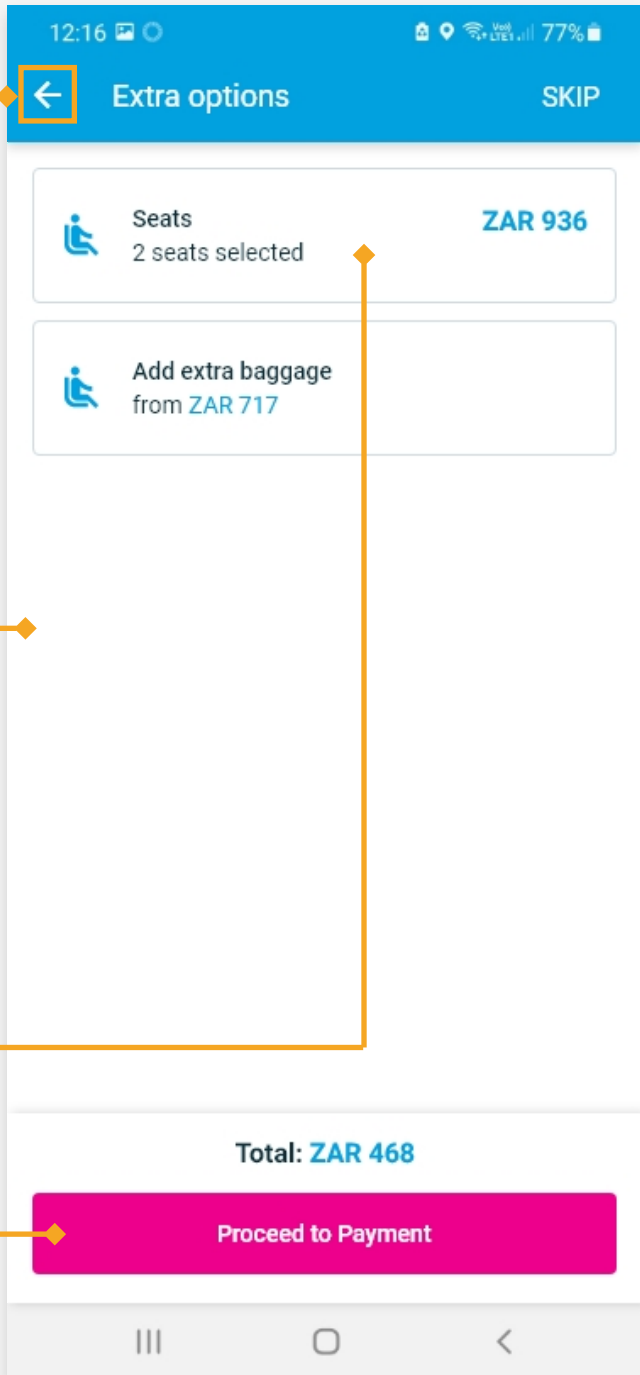 12:16 77%
Extra options SKIP
Seats ZAR 936
2 seats selected
Add extra baggage
from ZAR 717
Total: ZAR 468
Proceed to Payment